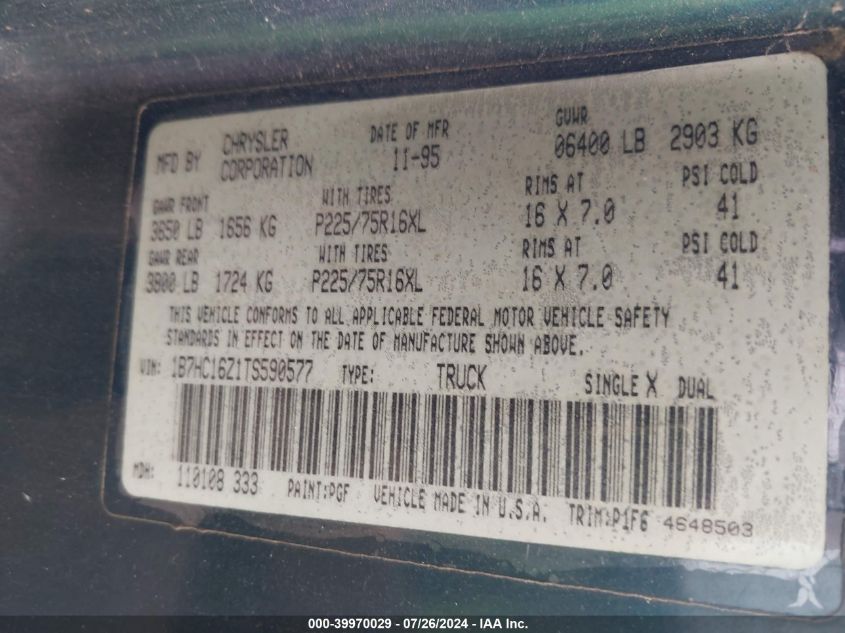 MFD BY CHRYSLER CORPORATION DATE OF MFR 11-95 GVWR 06400 LB 2903 KG
GAWR FRONT WITH TIRES RIMS AT PSI COLD
3650 LB 1656 KG P225/75R16XL 16 X 7.0 41
GAWR REAR WITH TIRES RIMS AT PSI COLD
3800 LB 1724 KG P225/75R16XL 16 X 7.0 41
THIS VEHICLE CONFORMS TO ALL APPLICABLE FEDERAL MOTOR VEHICLE SAFETY
STANDARDS IN EFFECT ON THE DATE OF MANUFACTURE SHOWN ABOVE.
VIN: 1B7HC16Z1TS590577 TYPE: TRUCK SINGLE X DUAL
MDH: 110108 333 PAINT:PGF VEHICLE MADE IN U.S.A. TRIM:P1F6 4648503
000-39970029 - 07/26/2024 - IAA Inc.